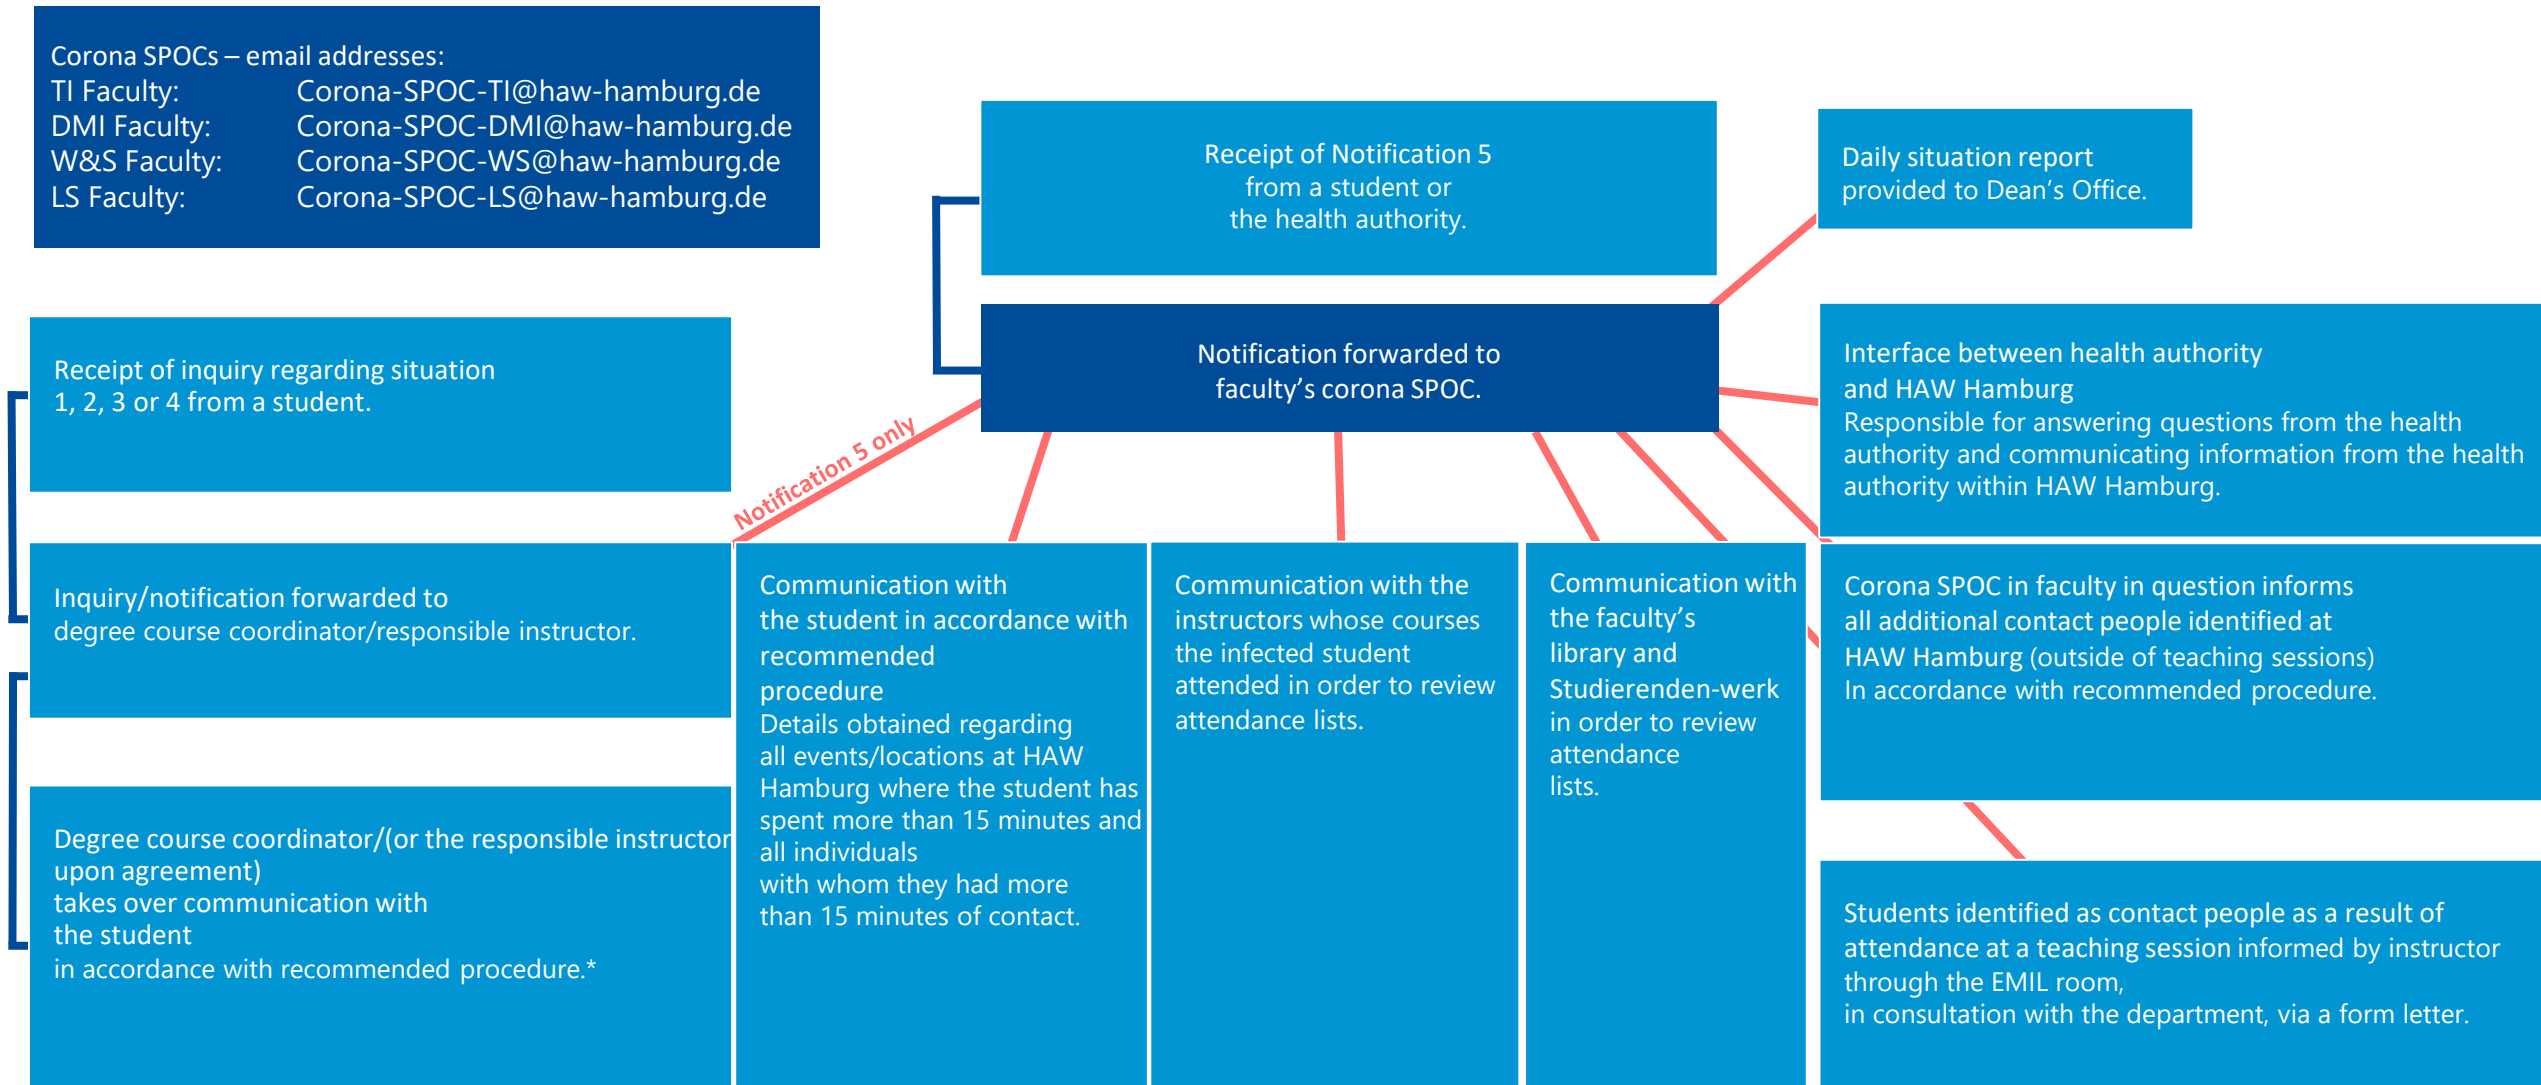 Corona SPOCs – email addresses:
TI Faculty: Corona-SPOC-TI@haw-hamburg.de
DMI Faculty: Corona-SPOC-DMI@haw-hamburg.de
W&S Faculty: Corona-SPOC-WS@haw-hamburg.de
LS Faculty: Corona-SPOC-LS@haw-hamburg.de
Receipt of Notification 5
from a student or
the health authority.
Daily situation report
provided to Dean’s Office.
Notification forwarded to
faculty’s corona SPOC.
Interface between health authority
and HAW Hamburg
Responsible for answering questions from the health
authority and communicating information from the health
authority within HAW Hamburg.
Receipt of inquiry regarding situation
1, 2, 3 or 4 from a student.
Notification 5 only
Inquiry/notification forwarded to
degree course coordinator/responsible instructor.
Degree course coordinator/(or the responsible instructor
upon agreement)
takes over communication with
the student
in accordance with recommended procedure.*
Communication with
the student in accordance with
recommended
procedure
Details obtained regarding
all events/locations at HAW
Hamburg where the student has
spent more than 15 minutes and
all individuals
with whom they had more
than 15 minutes of contact.
Communication with the
instructors whose courses
the infected student
attended in order to review
attendance lists.
Communication with
the faculty’s
library and
Studierenden-werk
in order to review
attendance
lists.
Corona SPOC in faculty in question informs
all additional contact people identified at
HAW Hamburg (outside of teaching sessions)
In accordance with recommended procedure.
Students identified as contact people as a result of
attendance at a teaching session informed by instructor
through the EMIL room,
in consultation with the department, via a form letter.